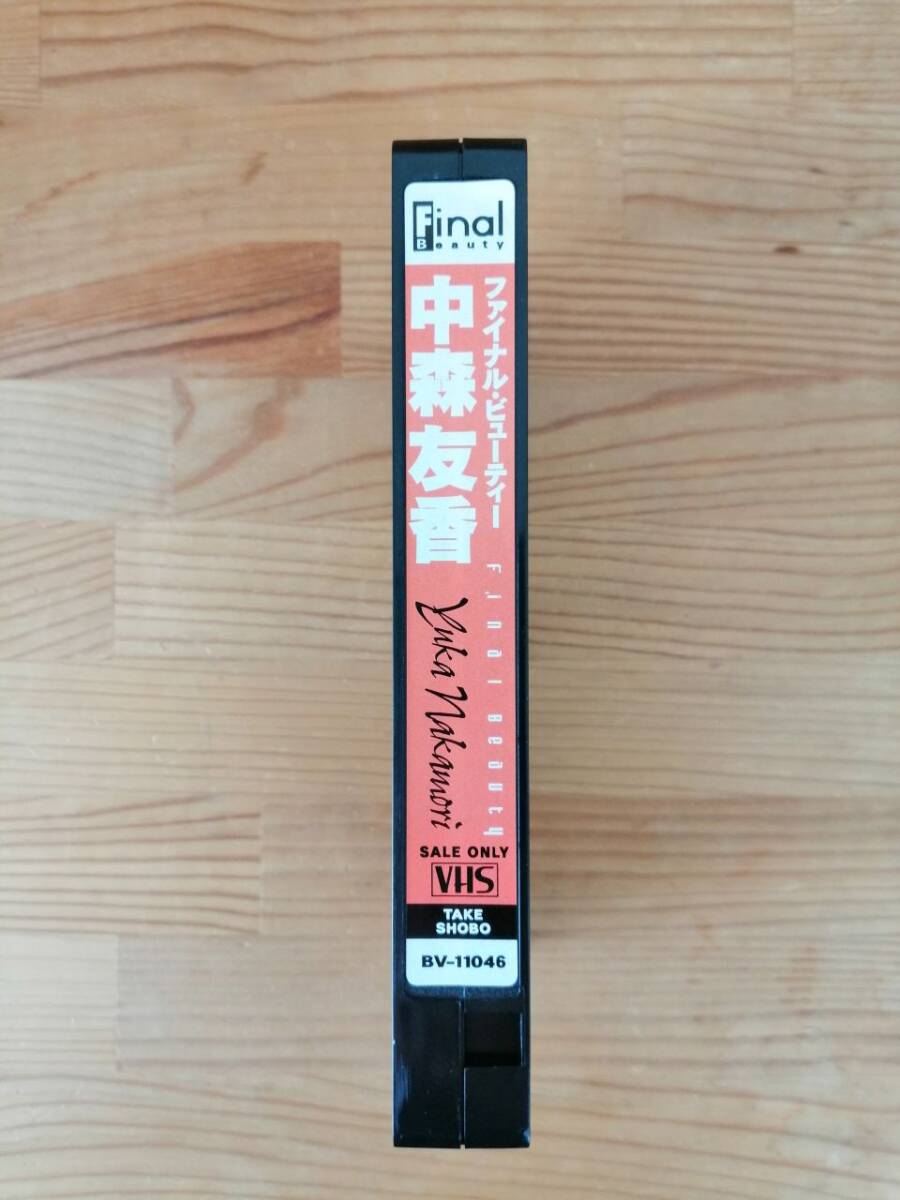 Final
Beauty
ファイナル・ビューティー
Final Beauty
中森友香
Yuka Nakamori
SALE ONLY
VHS
TAKE
SHOBO
BV-11046